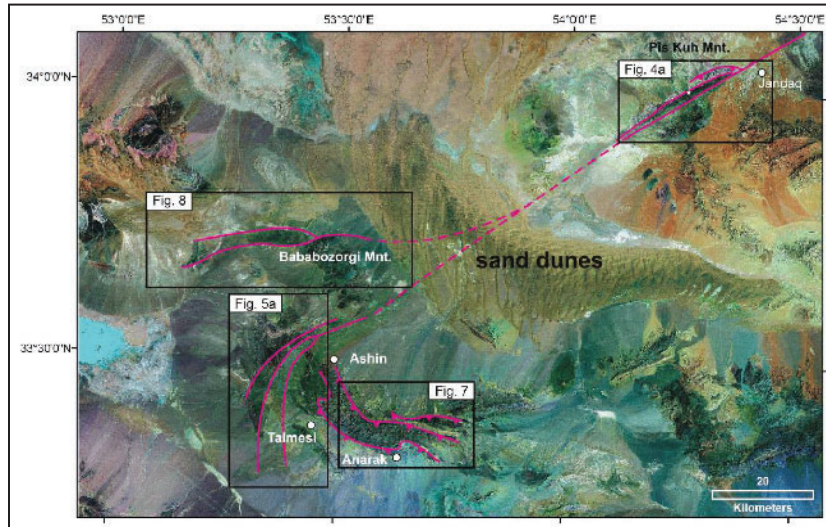 53°0'0"E
53°30'0"E
54°0'0"E
54°30'0"E
Pis Kuh Mnt.
34°0'0"N
Fig. 4a
Jandaq
Fig. 8
Bababozorgi Mnt.
sand dunes
Fig. 5a
33°30'0"N
Ashin
Fig. 7
Talmesi
Anarak
20
Kilometers